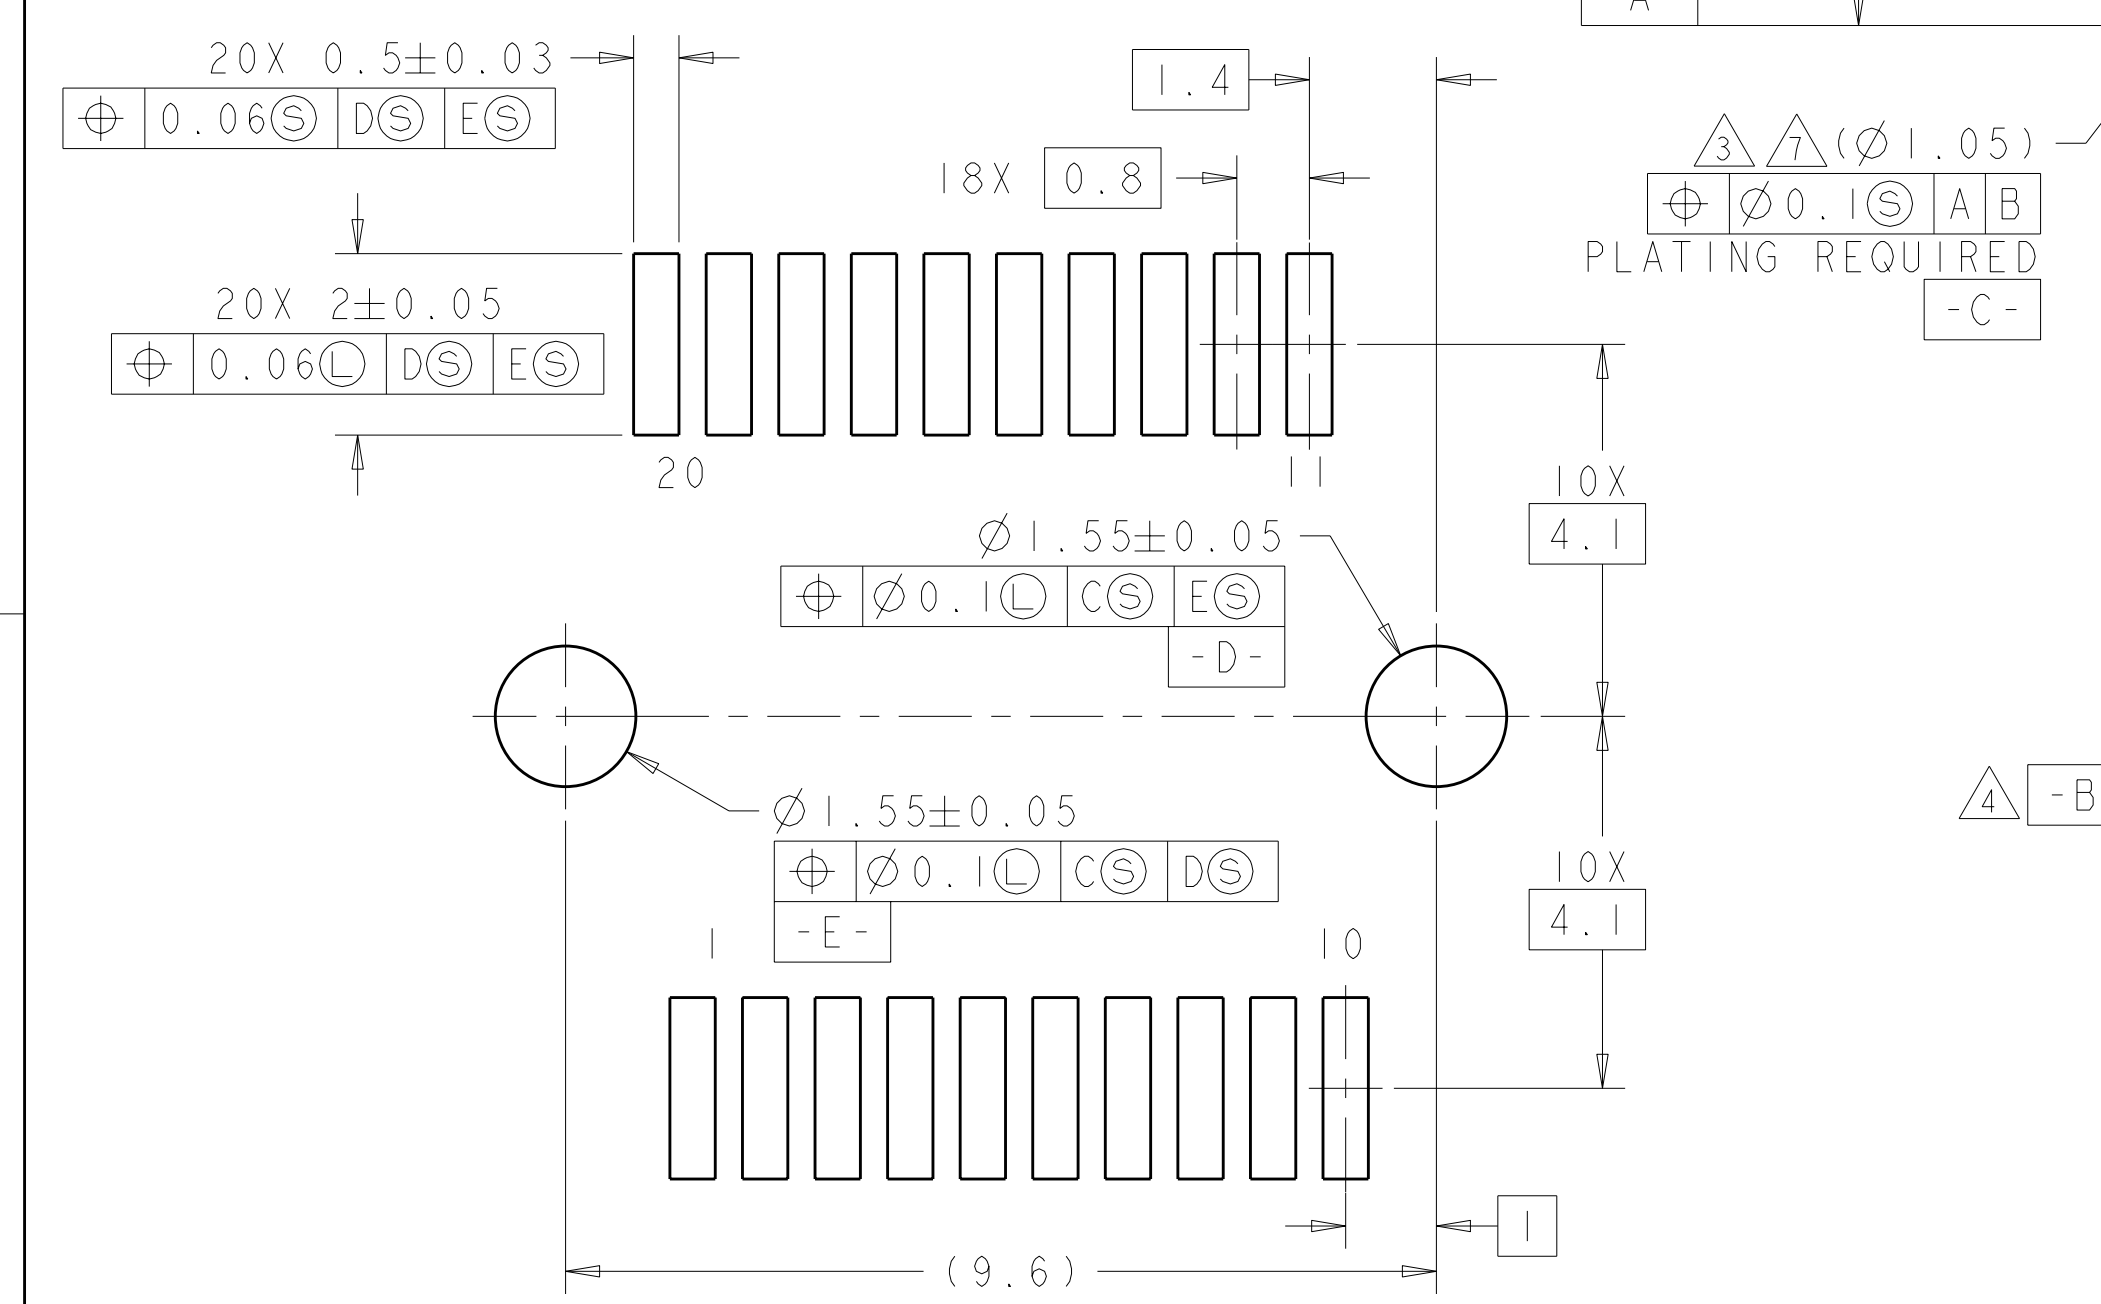 A
20X 0.5±0.03
⌖ 0.06Ⓢ DⓈ EⓈ
1.4
18X 0.8
3 7 (Ø1.05)
⌖ Ø0.1Ⓢ A B
PLATING REQUIRED
-C-
20X 2±0.05
⌖ 0.06Ⓛ DⓈ EⓈ
20 11
10X
4.1
Ø1.55±0.05
⌖ Ø0.1Ⓛ CⓈ EⓈ
-D-
4 -B
Ø1.55±0.05
⌖ Ø0.1Ⓛ CⓈ DⓈ
-E-
10X
4.1
1 10
1
(9.6)